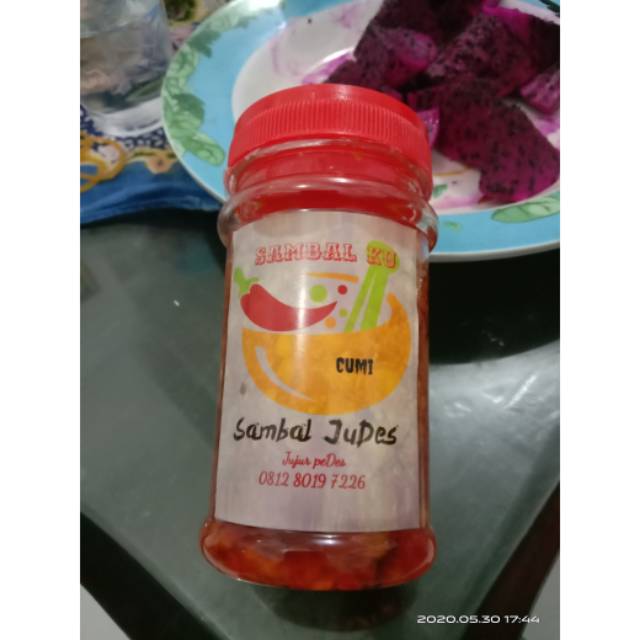 SAMBAL KU
CUMI
Sambal JuDes
Jujur peDes
0812 8019 7226
2020.05.30 17:44